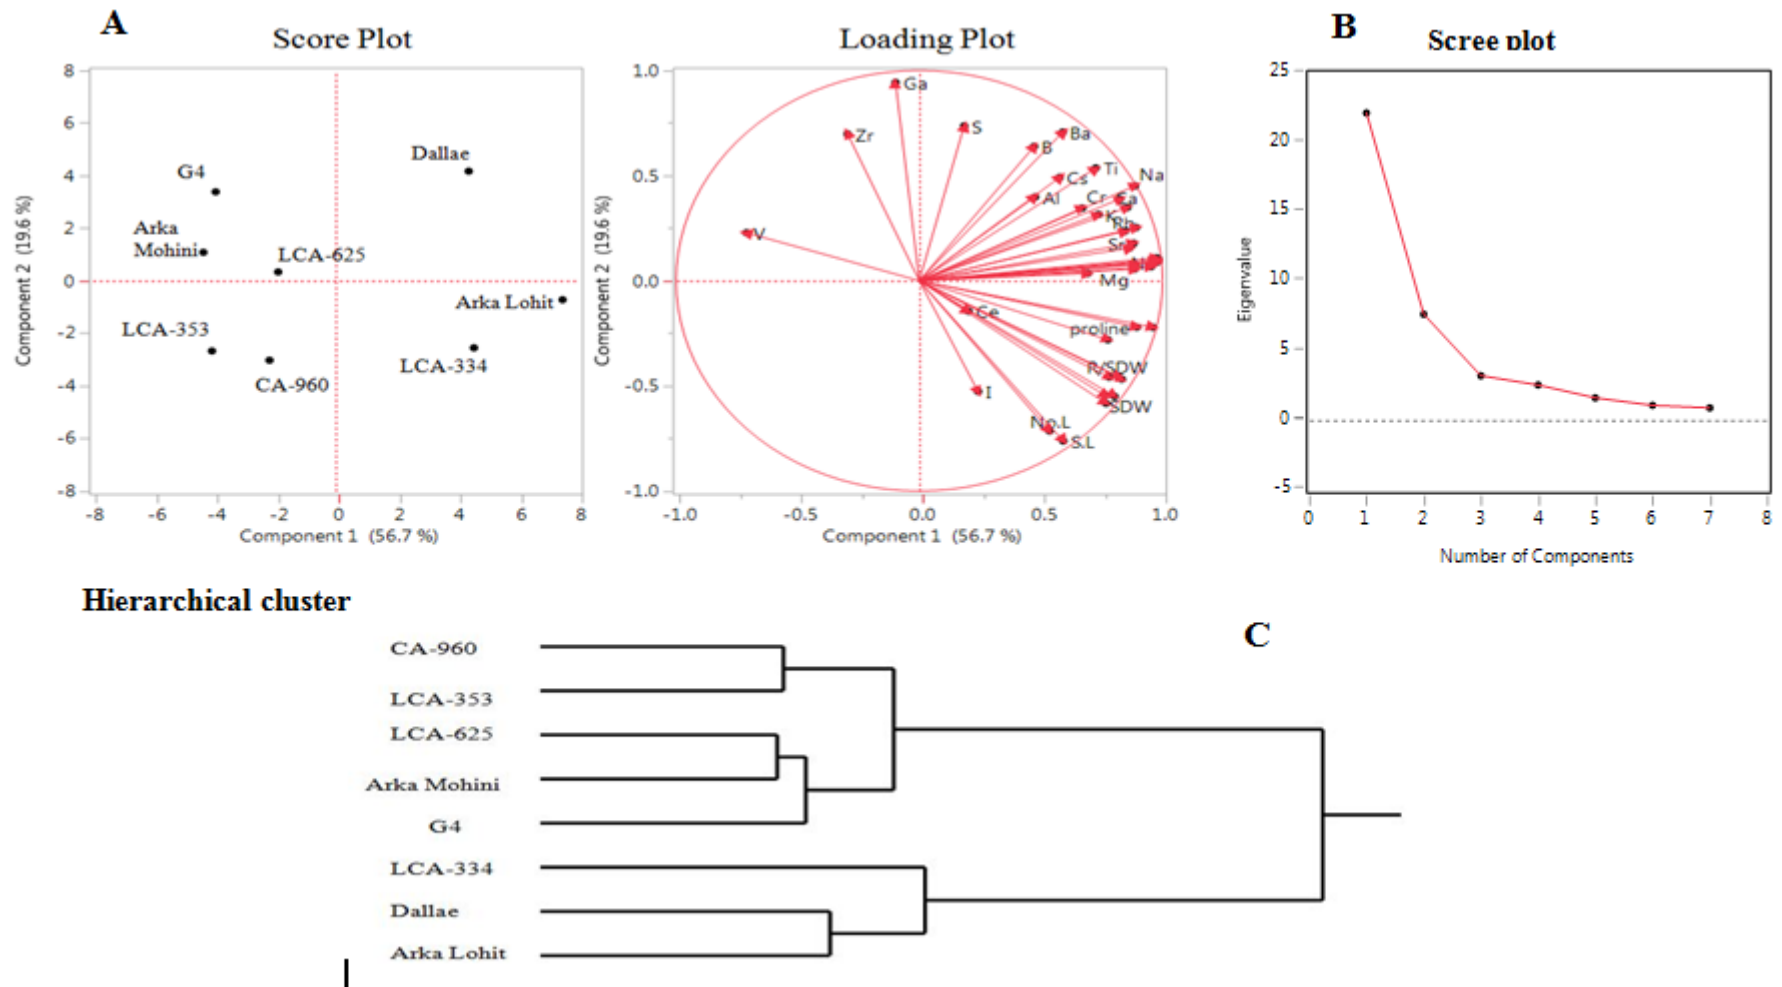 A
Score Plot
8
6
4
2
0
-2
-4
-6
-8
Component 2 (19.6 %)
G4
Dallae
Arka
Mohini
LCA-625
Arka Lohit
LCA-353
CA-960
LCA-334
-8
-6
-4
-2
0
2
4
6
8
Component 1 (56.7 %)
Loading Plot
1.0
0.5
0.0
-0.5
-1.0
Component 2 (19.6 %)
Ga
Zr
S
Ba
B
Ti
Na
Cs
Al
Cr
K
Rb
Sr
V
Mg
Ce
proline
R/SDW
SDW
I
No.L
S.L
-1.0
-0.5
0.0
0.5
1.0
Component 1 (56.7 %)
B
Scree plot
25
20
15
10
5
0
-5
Eigenvalue
0
1
2
3
4
5
6
7
8
Number of Components
Hierarchical cluster
C
CA-960
LCA-353
LCA-625
Arka Mohini
G4
LCA-334
Dallae
Arka Lohit